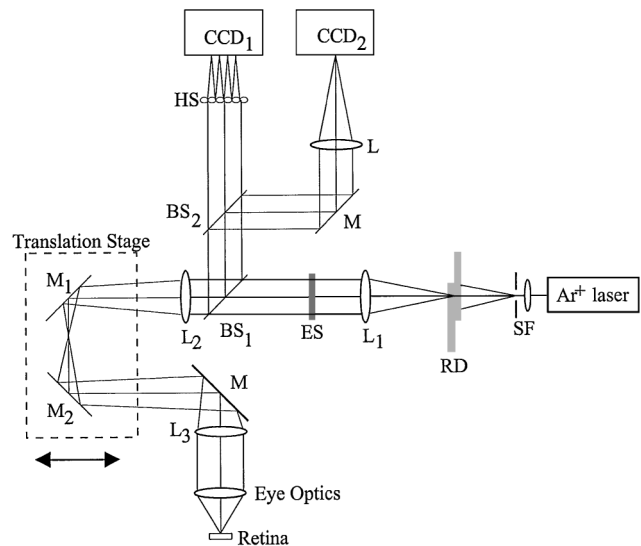 CCD1
CCD2
HS
L
BS2
M
Translation Stage
M1
L2
BS1
ES
L1
RD
SF
Ar+ laser
M2
M
L3
Eye Optics
Retina